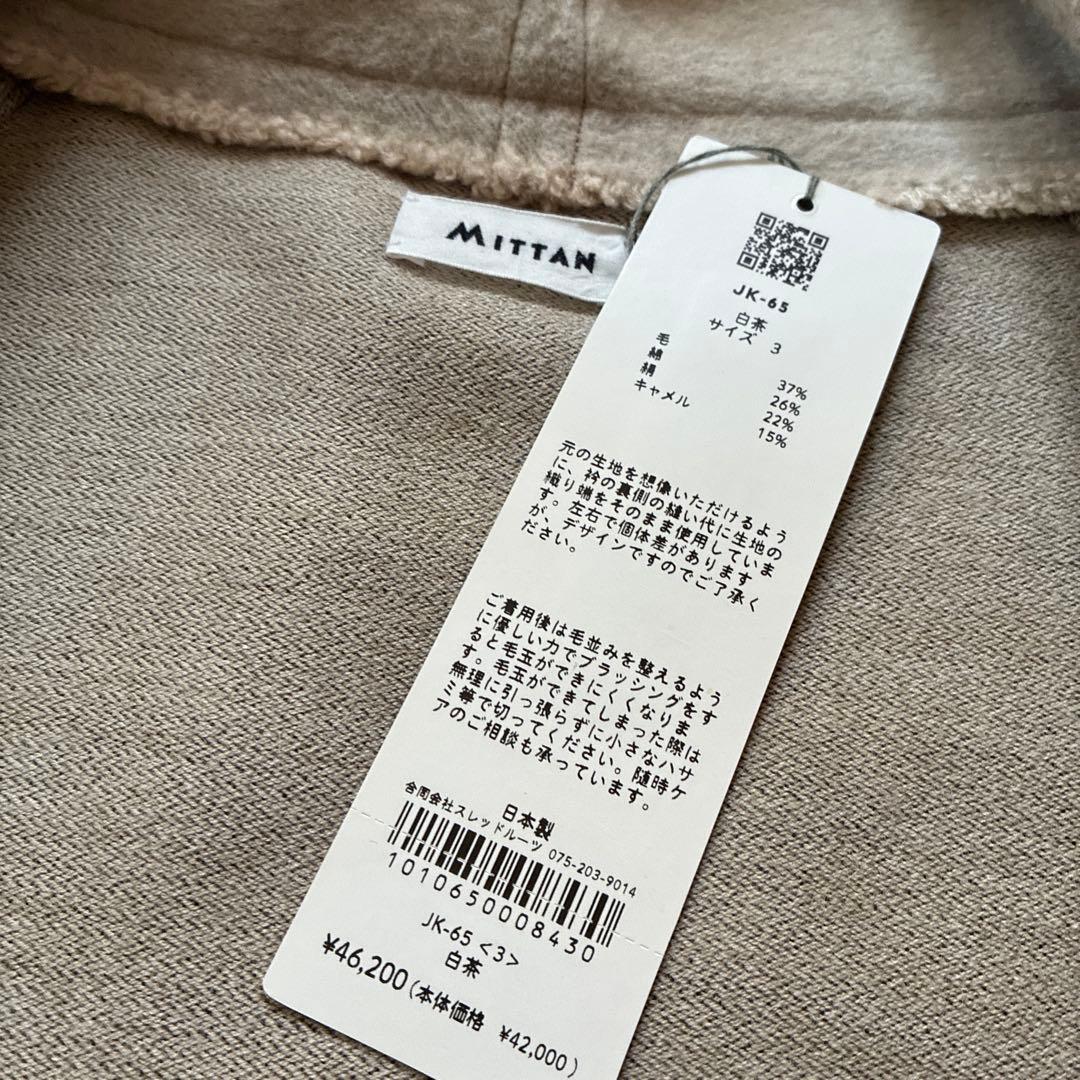 MITTAN
JK-65
白茶
サイズ 3
毛 37%
綿 26%
絹 22%
キャメル 15%
元の生地を想像いただけるよう
に、衿の裏側の縫い代に生地の
織り端をそのまま使用していま
す。左右で個体差があります
が、デザインですのでご了承く
ださい。
ご着用後は毛並みを整えるよう
に優しい力でブラッシングをす
ると毛玉ができにくくなりま
す。毛玉ができてしまった際は
無理に引っ張らずに小さなハサ
ミ等で切ってください。随時ケ
アのご相談も承っています。
日本製
合同会社スレッドルーツ 075-203-9014
1010650008430
JK-65 <3>
白茶
¥46,200(本体価格 ¥42,000)